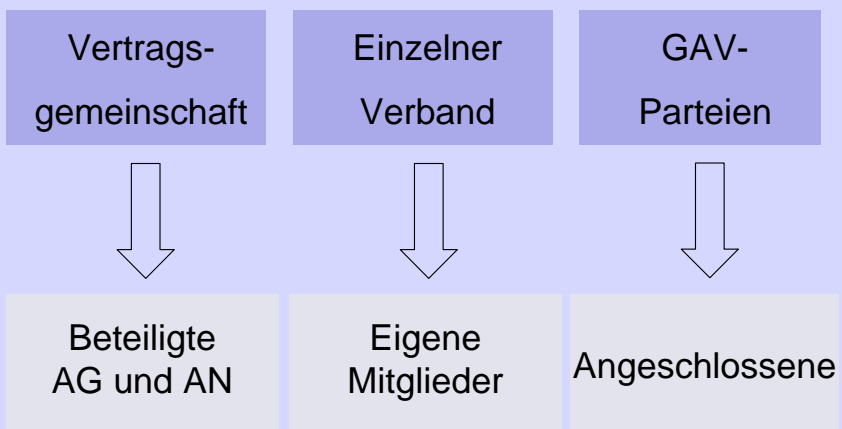 Vertrags-
gemeinschaft
Einzelner
Verband
GAV-
Parteien
Beteiligte
AG und AN
Eigene
Mitglieder
Angeschlossene